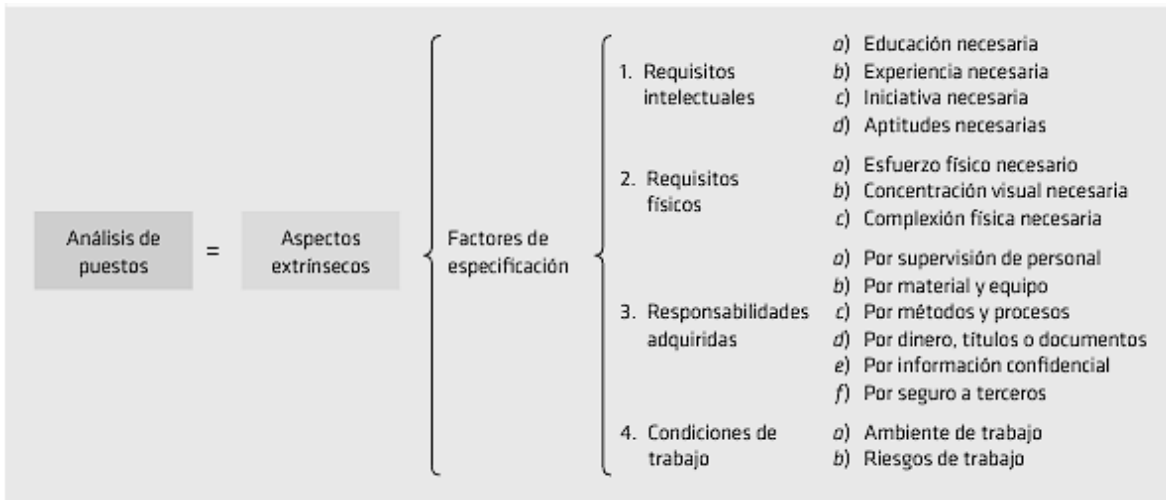 Análisis de
puestos
=
Aspectos
extrínsecos
Factores de
especificación
1. Requisitos
intelectuales
a) Educación necesaria
b) Experiencia necesaria
c) Iniciativa necesaria
d) Aptitudes necesarias
2. Requisitos
físicos
a) Esfuerzo físico necesario
b) Concentración visual necesaria
c) Complexión física necesaria
3. Responsabilidades
adquiridas
a) Por supervisión de personal
b) Por material y equipo
c) Por métodos y procesos
d) Por dinero, títulos o documentos
e) Por información confidencial
f) Por seguro a terceros
4. Condiciones de
trabajo
a) Ambiente de trabajo
b) Riesgos de trabajo